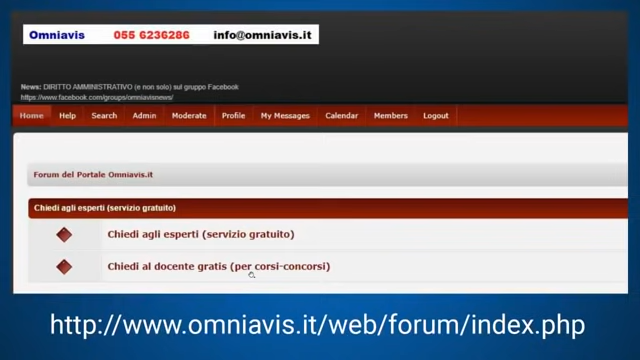 Omniavis 055 6236286 info@omniavis.it
News: DIRITTO AMMINISTRATIVO (e non solo) sul gruppo Facebook
https://www.facebook.com/groups/omniavisnews/
Home Help Search Admin Moderate Profile My Messages Calendar Members Logout
Forum del Portale Omniavis.it
Chiedi agli esperti (servizio gratuito)
Chiedi agli esperti (servizio gratuito)
Chiedi al docente gratis (per corsi-concorsi)
http://www.omniavis.it/web/forum/index.php